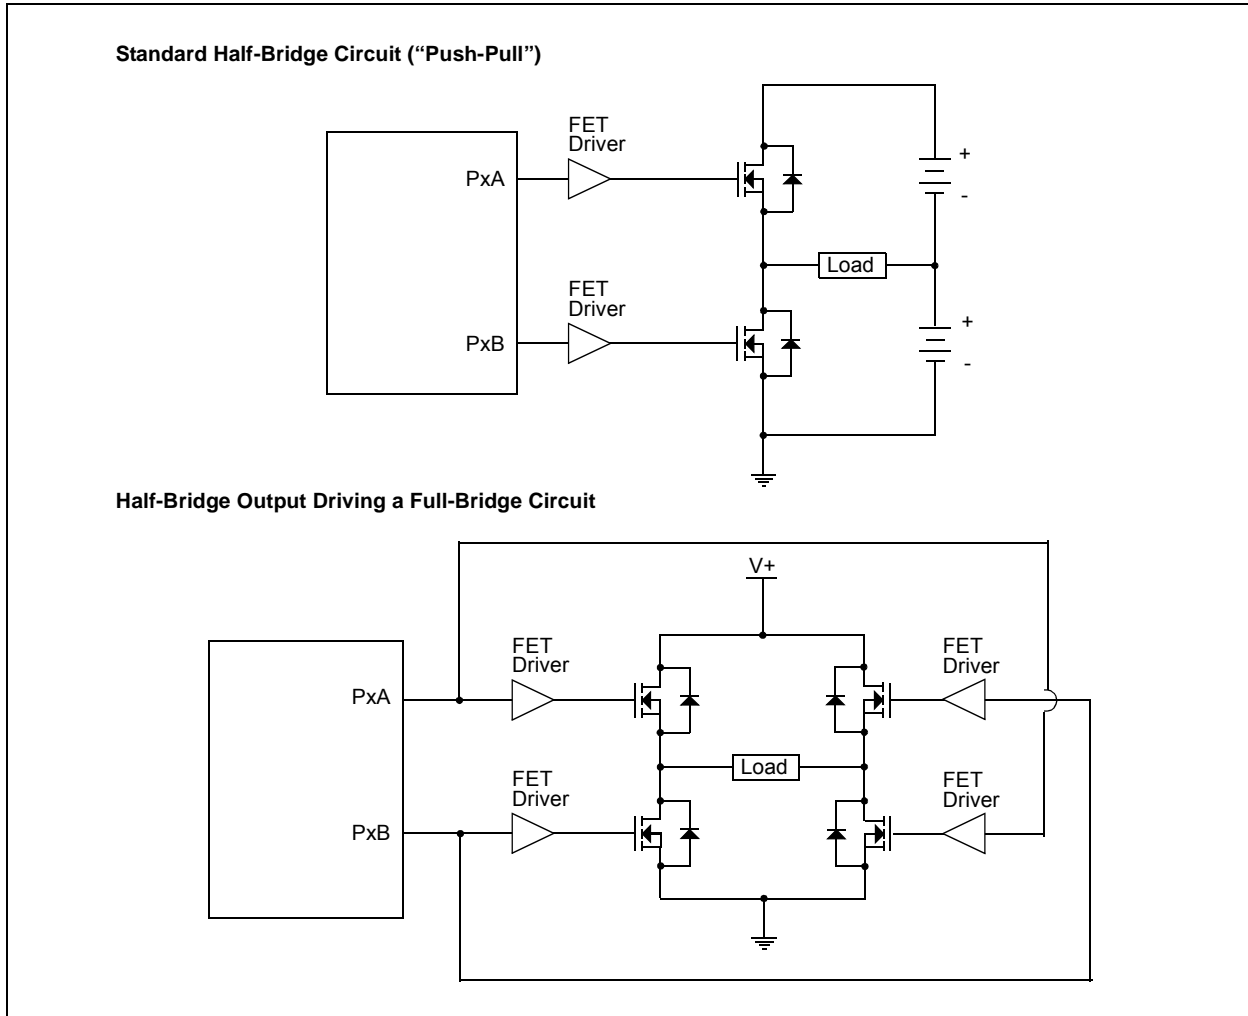 Standard Half-Bridge Circuit (“Push-Pull”)
FET
Driver
PxA
+
-
Load
FET
Driver
PxB
+
-
Half-Bridge Output Driving a Full-Bridge Circuit
V+
FET
Driver
FET
Driver
PxA
Load
FET
Driver
FET
Driver
PxB